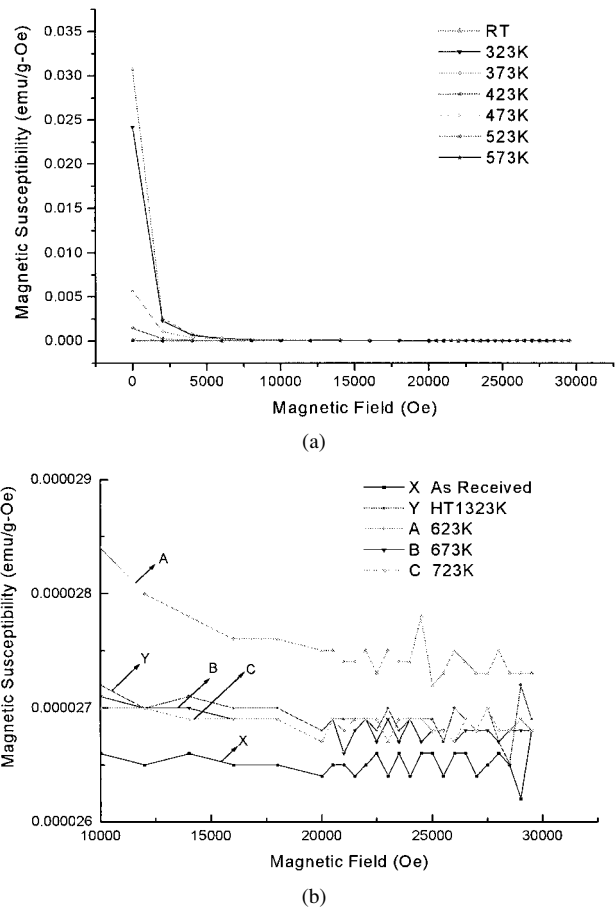 (a)
0.035
0.030
0.025
0.020
0.015
0.010
0.005
0.000
Magnetic Susceptibility (emu/g-Oe)
RT
323K
373K
423K
473K
523K
573K
0 5000 10000 15000 20000 25000 30000
Magnetic Field (Oe)
(a)
0.000029
0.000028
0.000027
0.000026
Magnetic Susceptibility (emu/g-Oe)
X As Received
Y HT1323K
A 623K
B 673K
C 723K
A
Y
B
C
X
10000 15000 20000 25000 30000
Magnetic Field (Oe)
(b)